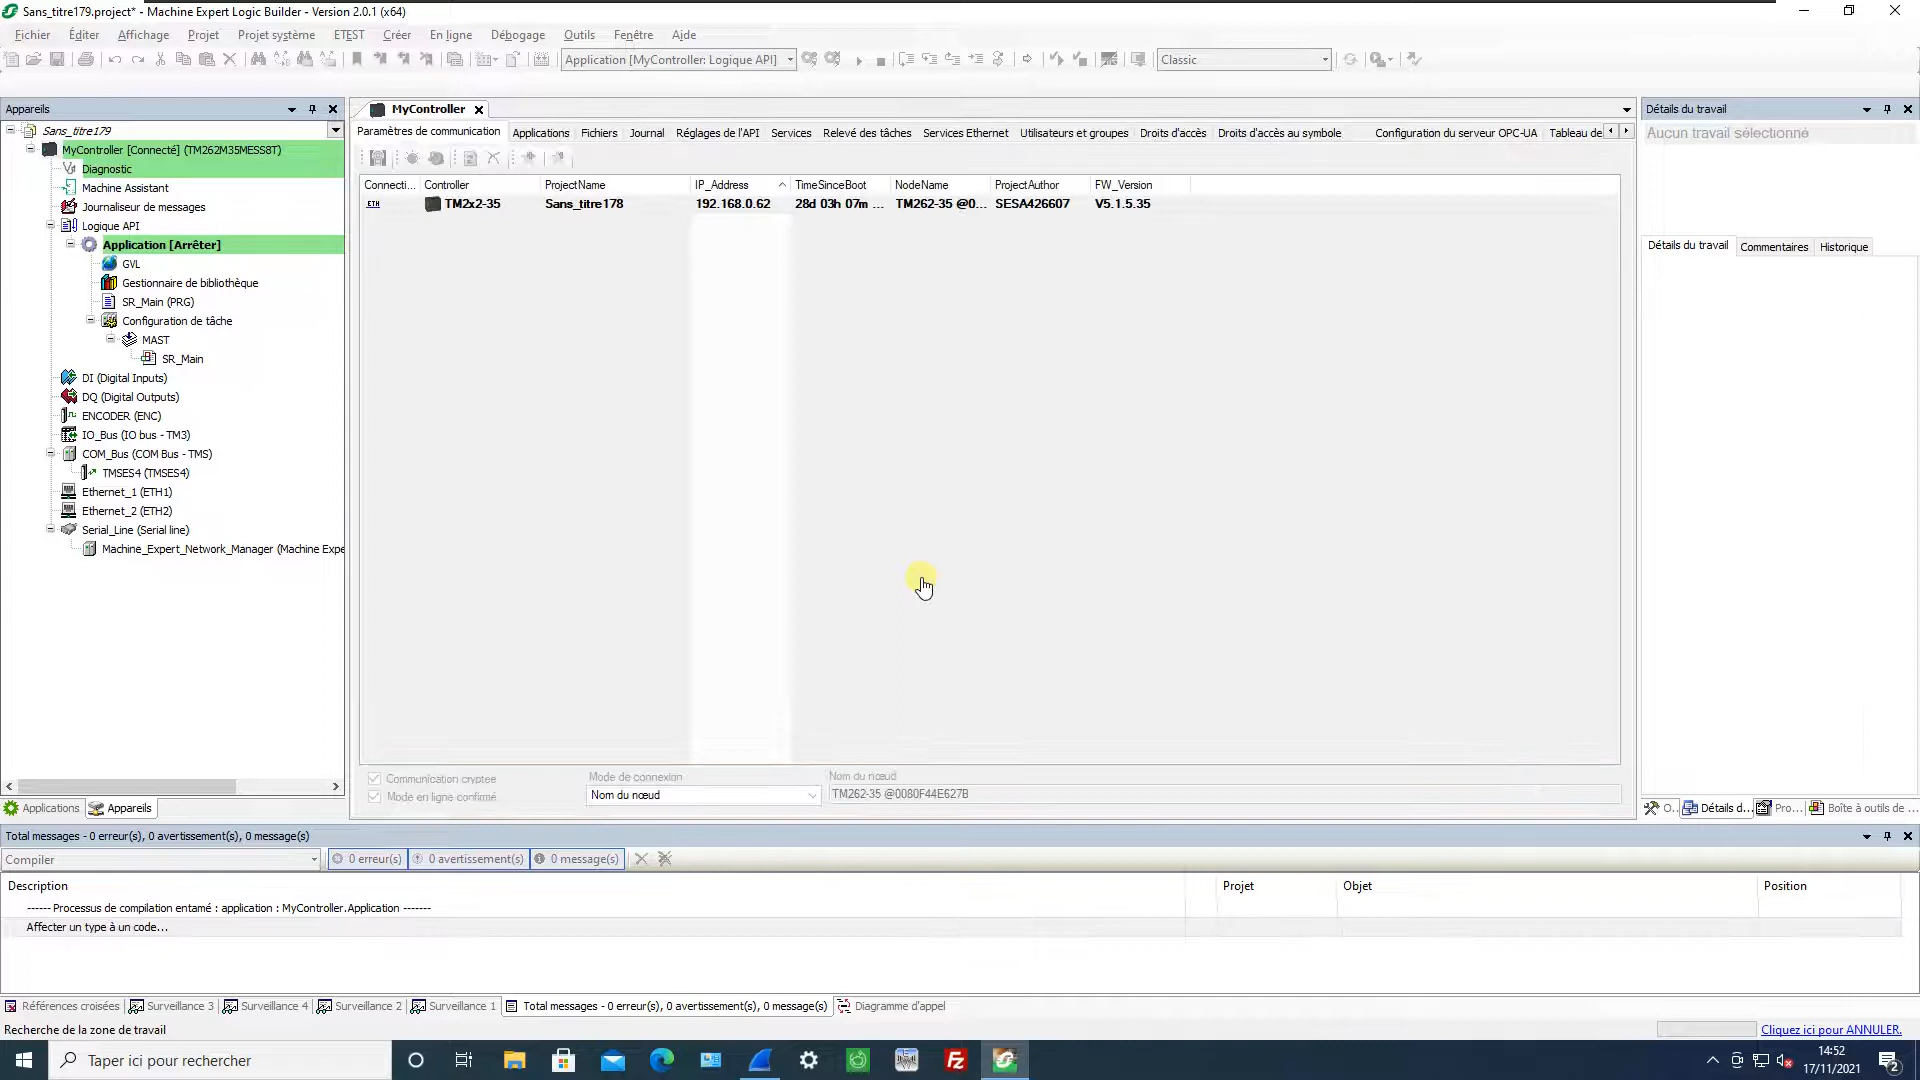 Sans_titre179.project* - Machine Expert Logic Builder - Version 2.0.1 (x64)
Fichier Éditer Affichage Projet Projet système ETEST Créer En ligne Débogage Outils Fenêtre Aide
Application [MyController: Logique API] Classic
Appareils
Sans_titre179
MyController [Connecté] (TM262M35MESS8T)
Diagnostic
Machine Assistant
Journaliseur de messages
Logique API
Application [Arrêter]
GVL
Gestionnaire de bibliothèque
SR_Main (PRG)
Configuration de tâche
MAST
SR_Main
DI (Digital Inputs)
DQ (Digital Outputs)
ENCODER (ENC)
IO_Bus (IO bus - TM3)
COM_Bus (COM Bus - TMS)
TMSES4 (TMSES4)
Ethernet_1 (ETH1)
Ethernet_2 (ETH2)
Serial_Line (Serial line)
Machine_Expert_Network_Manager (Machine Expe
Applications Appareils
MyController
Paramètres de communication Applications Fichiers Journal Réglages de l'API Services Relevé des tâches Services Ethernet Utilisateurs et groupes Droits d'accès Droits d'accès au symbole Configuration du serveur OPC-UA Tableau de
Connecti... Controller ProjectName IP_Address TimeSinceBoot NodeName ProjectAuthor FW_Version
ETH TM2x2-35 Sans_titre178 192.168.0.62 28d 03h 07m ... TM262-35 @0... SESA426607 V5.1.5.35
Communication cryptée Mode de connexion Nom du nœud
Mode en ligne confirmé Nom du nœud TM262-35 @0080F44E627B
Détails du travail
Aucun travail sélectionné
Détails du travail Commentaires Historique
O... Détails d... Pro... Boîte à outils de ...
Total messages - 0 erreur(s), 0 avertissement(s), 0 message(s)
Compiler 0 erreur(s) 0 avertissement(s) 0 message(s)
Description Projet Objet Position
------ Processus de compilation entamé : application : MyController.Application -------
Affecter un type à un code...
Références croisées Surveillance 3 Surveillance 4 Surveillance 2 Surveillance 1 Total messages - 0 erreur(s), 0 avertissement(s), 0 message(s) Diagramme d'appel
Recherche de la zone de travail Cliquez ici pour ANNULER.
Taper ici pour rechercher
14:52
17/11/2021
2